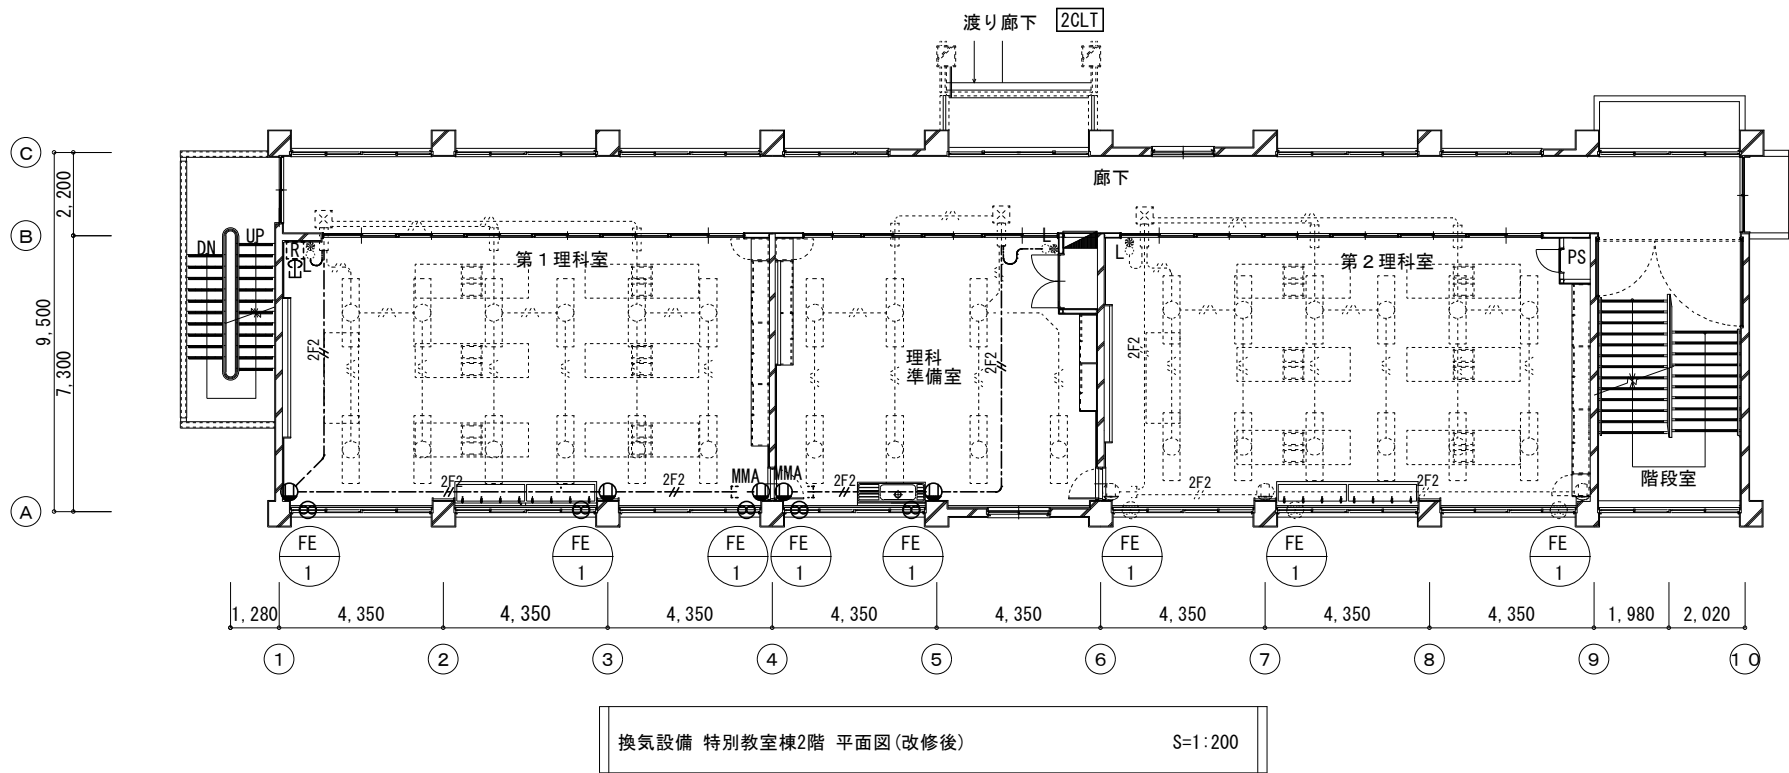 渡り廊下 2CLT
C
2,200
廊下
B
DN
UP
R
L
第1理科室
L
L
第2理科室
PS
9,500
7,300
2F2
理科
準備室
2F2
2F2
2F2
2F2
MMA
MMA
2F2
2F2
2F2
階段室
A
FE
1
FE
1
FE
1
FE
1
FE
1
FE
1
FE
1
FE
1
1,280 4,350 4,350 4,350 4,350 4,350 4,350 4,350 4,350 1,980 2,020
1 2 3 4 5 6 7 8 9 10
換気設備 特別教室棟2階 平面図(改修後) S=1:200